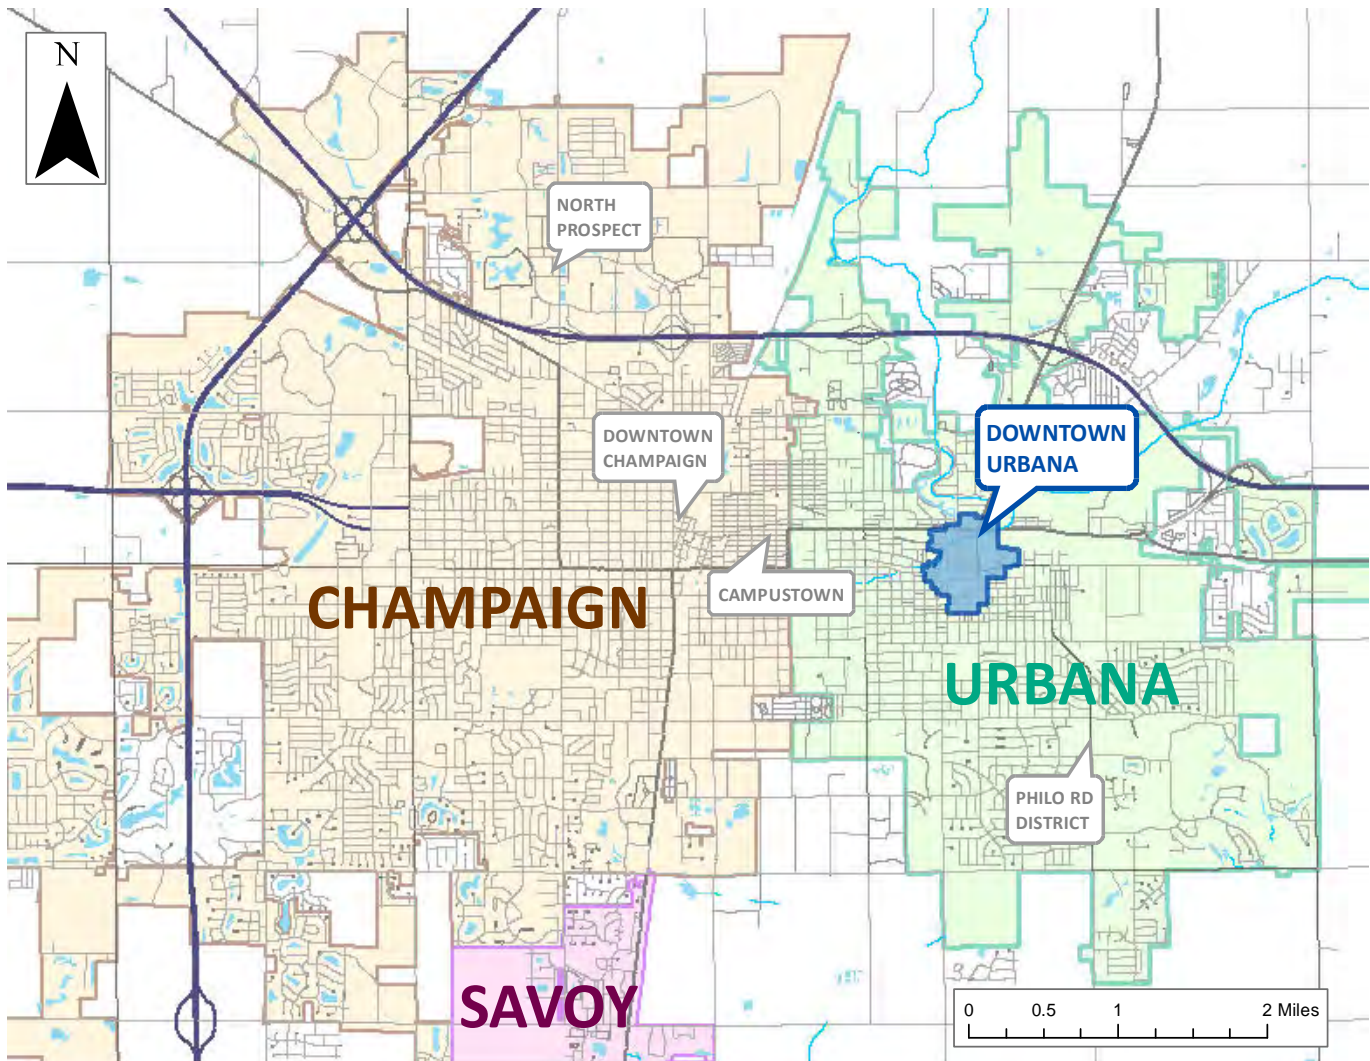 N
NORTH
PROSPECT
DOWNTOWN
CHAMPAIGN
DOWNTOWN
URBANA
CAMPUSTOWN
CHAMPAIGN
URBANA
PHILO RD
DISTRICT
SAVOY
0 0.5 1 2 Miles